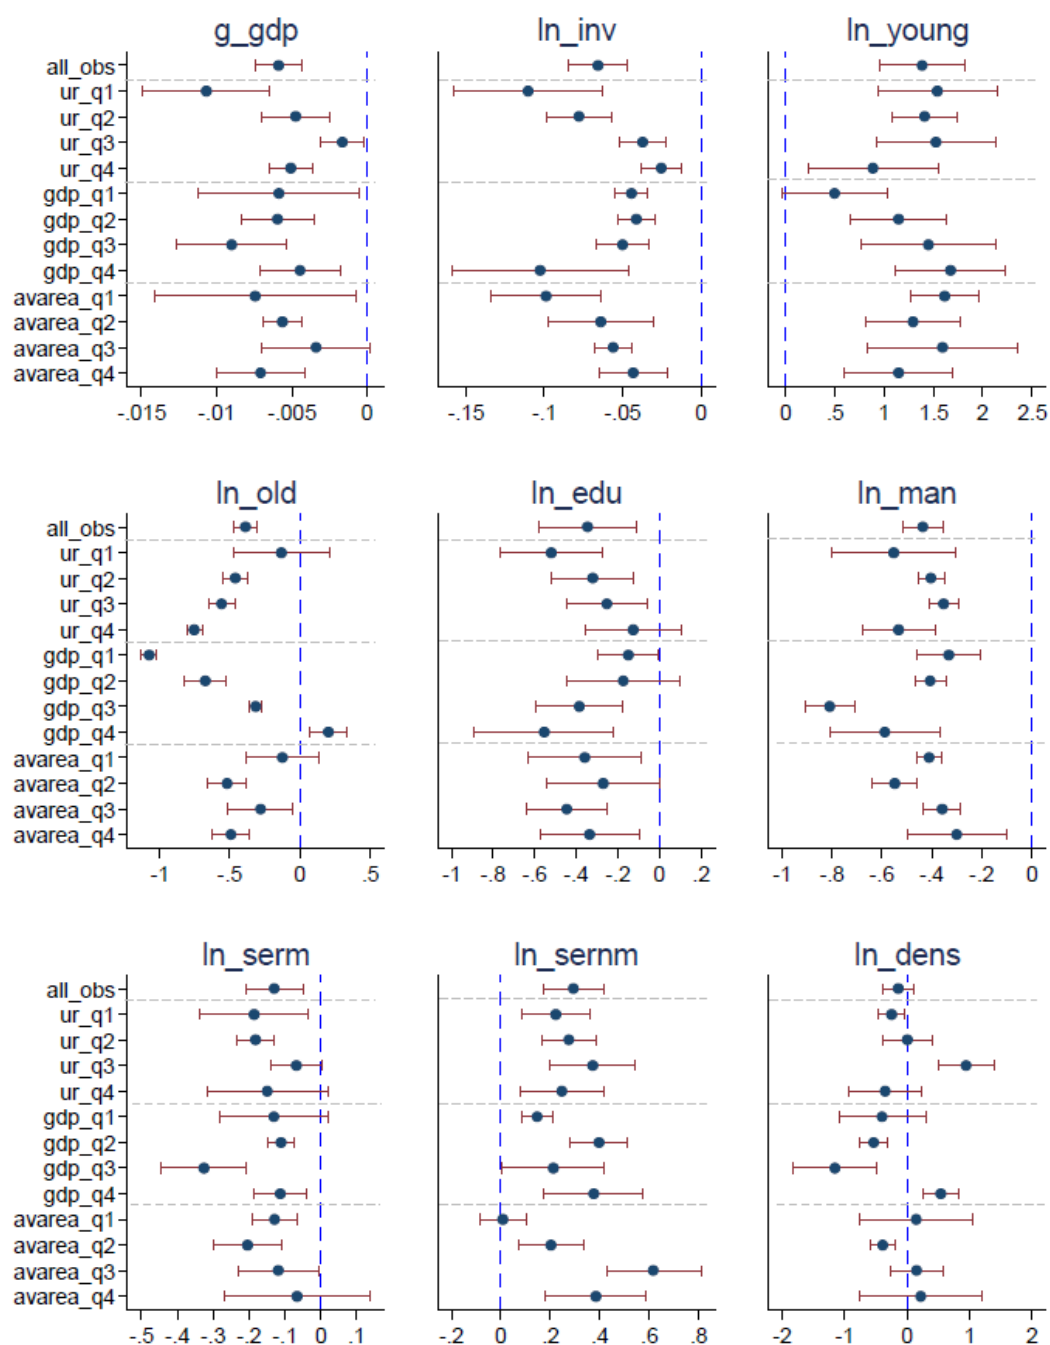 g_gdp ln_inv ln_young
all_obs
ur_q1
ur_q2
ur_q3
ur_q4
gdp_q1
gdp_q2
gdp_q3
gdp_q4
avarea_q1
avarea_q2
avarea_q3
avarea_q4
-.015 -.01 -.005 0 -.15 -.1 -.05 0 0 .5 1 1.5 2 2.5
ln_old ln_edu ln_man
all_obs
ur_q1
ur_q2
ur_q3
ur_q4
gdp_q1
gdp_q2
gdp_q3
gdp_q4
avarea_q1
avarea_q2
avarea_q3
avarea_q4
-1 -.5 0 .5 -1 -.8 -.6 -.4 -.2 0 .2 -1 -.8 -.6 -.4 -.2 0
ln_serm ln_sernm ln_dens
all_obs
ur_q1
ur_q2
ur_q3
ur_q4
gdp_q1
gdp_q2
gdp_q3
gdp_q4
avarea_q1
avarea_q2
avarea_q3
avarea_q4
-.5 -.4 -.3 -.2 -.1 0 .1 -.2 0 .2 .4 .6 .8 -2 -1 0 1 2